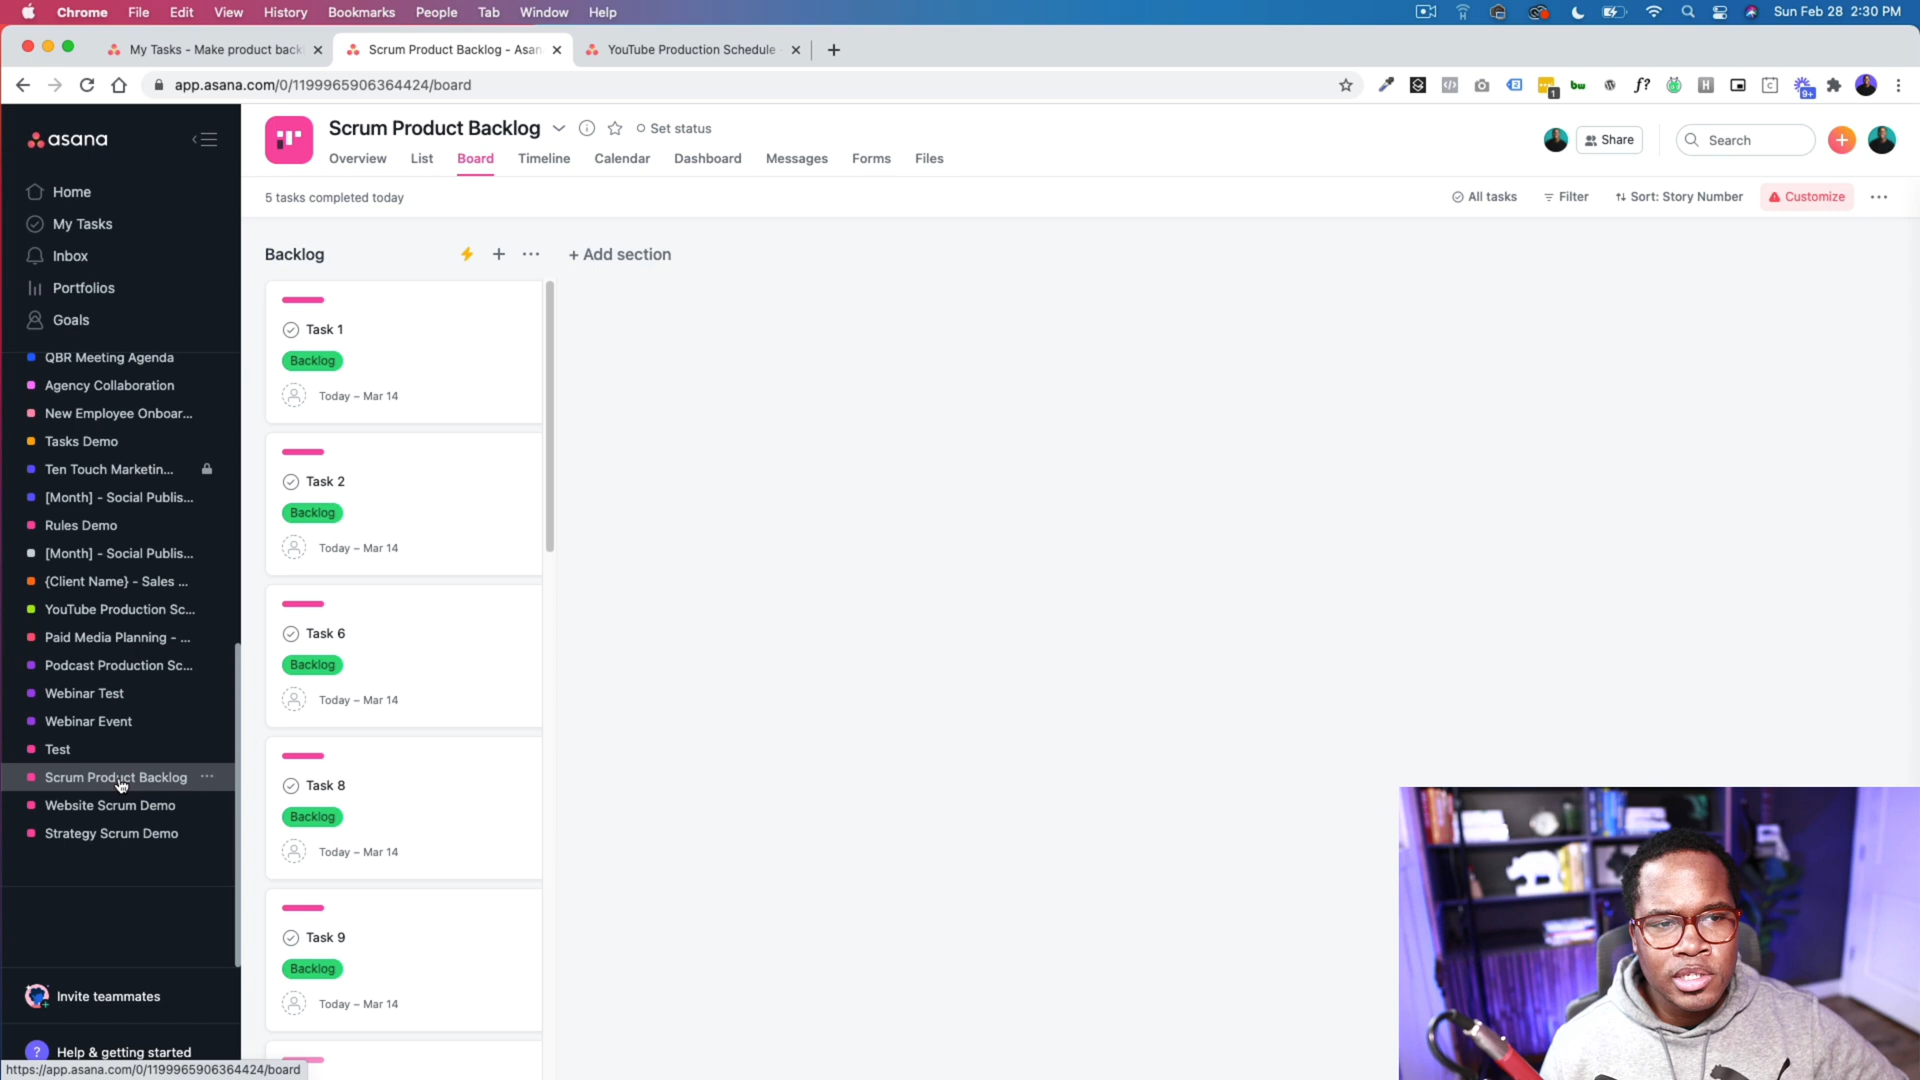 Chrome File Edit View History Bookmarks People Tab Window Help
Sun Feb 28 2:30 PM
My Tasks - Make product back
Scrum Product Backlog - Asan
YouTube Production Schedule
app.asana.com/0/1199965906364424/board
asana
Home
My Tasks
Inbox
Portfolios
Goals
QBR Meeting Agenda
Agency Collaboration
New Employee Onboar...
Tasks Demo
Ten Touch Marketin...
[Month] - Social Publis...
Rules Demo
[Month] - Social Publis...
{Client Name} - Sales ...
YouTube Production Sc...
Paid Media Planning - ...
Podcast Production Sc...
Webinar Test
Webinar Event
Test
Scrum Product Backlog ...
Website Scrum Demo
Strategy Scrum Demo
Invite teammates
? Help & getting started
https://app.asana.com/0/1199965906364424/board
Scrum Product Backlog
Set status
Share
Search
Overview List Board Timeline Calendar Dashboard Messages Forms Files
5 tasks completed today
All tasks
Filter
Sort: Story Number
Customize
Backlog
+ Add section
Task 1
Backlog
Today – Mar 14
Task 2
Backlog
Today – Mar 14
Task 6
Backlog
Today – Mar 14
Task 8
Backlog
Today – Mar 14
Task 9
Backlog
Today – Mar 14